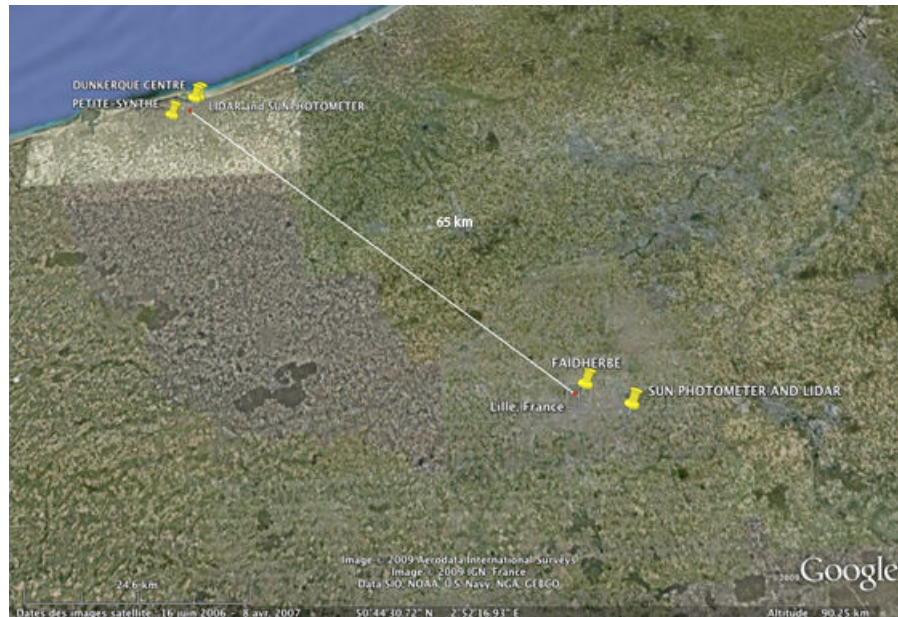 DUNKERQUE CENTRE
PETITE-SYNTHE
LIDAR and SUN PHOTOMETER
65 km
FAIDHERBE
SUN PHOTOMETER AND LIDAR
Lille, France
Image © 2009 Aerodata International Surveys
Image © 2009 IGN France
Data SIO, NOAA, U.S. Navy, NGA, GEBCO
©2009 Google
24.6 km
Dates des images satellite: 16 juin 2006 - 8 avr. 2007 50°44'30.72" N 2°52'16.93" E Altitude 90.25 km